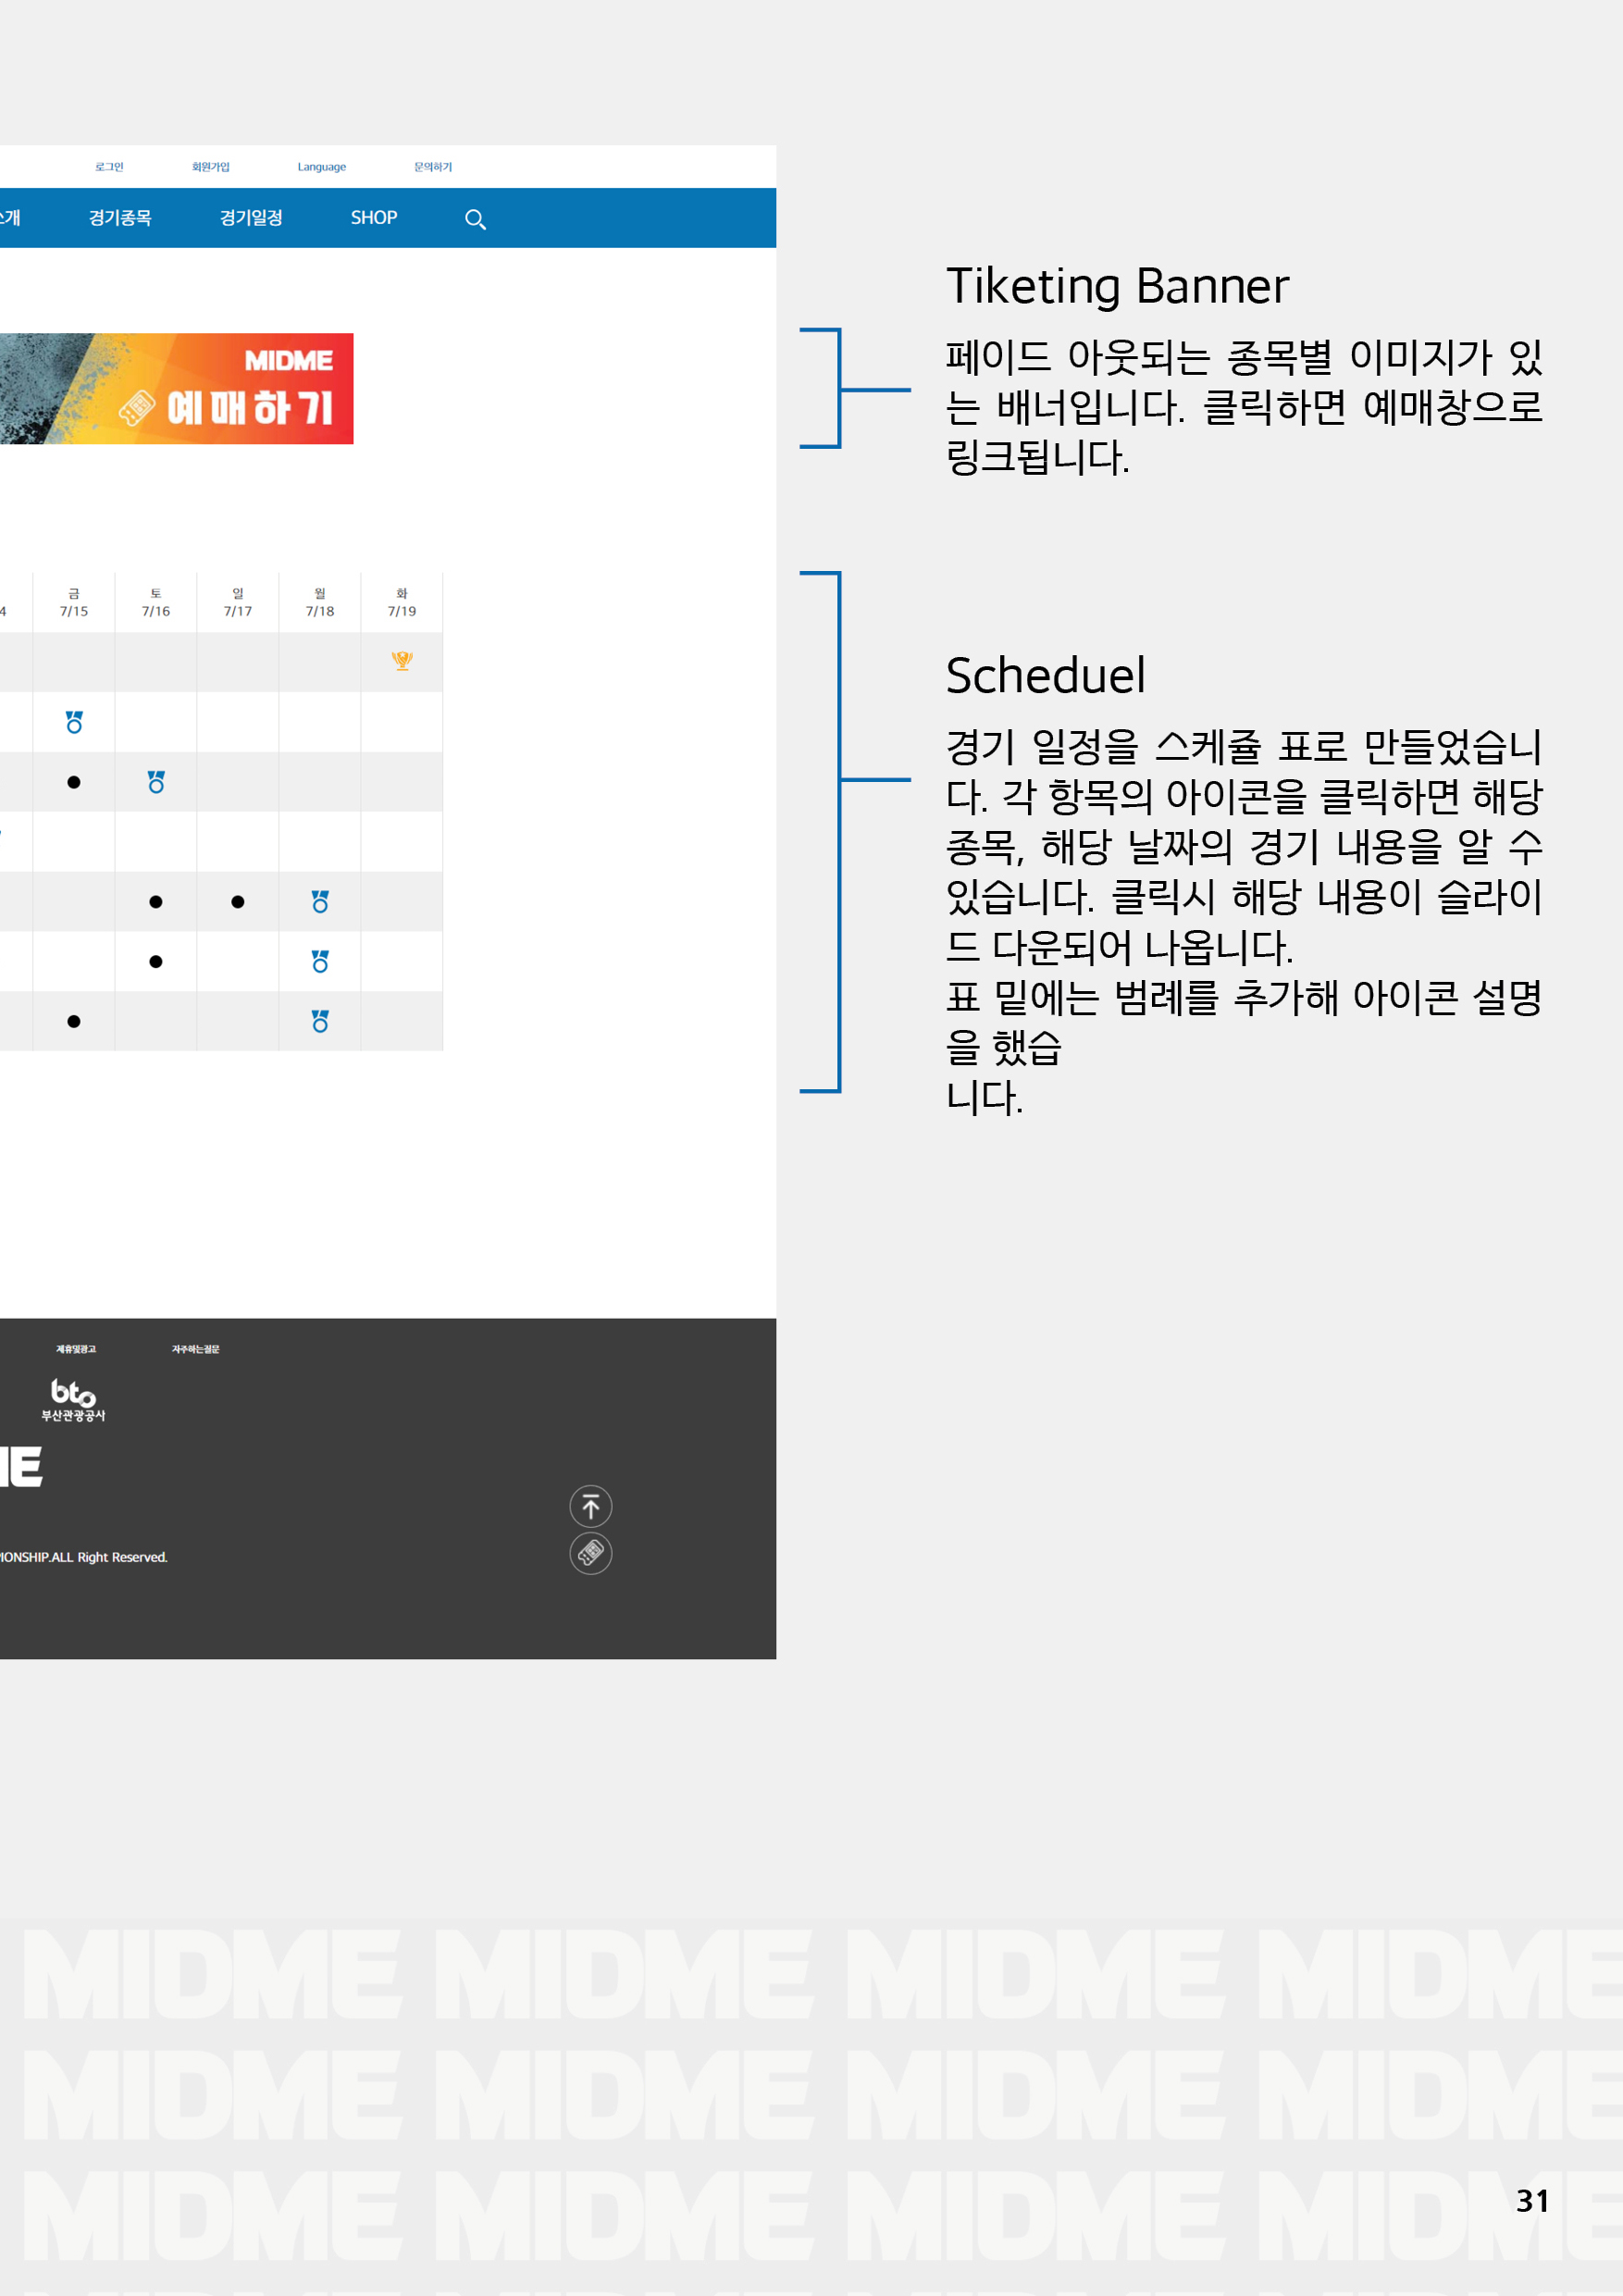 로그인 회원가입 Language 문의하기
소개 경기종목 경기일정 SHOP
MIDME
예매하기
Tiketing Banner
페이드 아웃되는 종목별 이미지가 있
는 배너입니다. 클릭하면 예매창으로
링크됩니다.
4 금 토 일 월 화
7/15 7/16 7/17 7/18 7/19
Scheduel
경기 일정을 스케쥴 표로 만들었습니
다. 각 항목의 아이콘을 클릭하면 해당
종목, 해당 날짜의 경기 내용을 알 수
있습니다. 클릭시 해당 내용이 슬라이
드 다운되어 나옵니다.
표 밑에는 범례를 추가해 아이콘 설명
을 했습
니다.
제휴및광고 자주하는질문
bto
부산관광공사
ME
PIONSHIP.ALL Right Reserved.
MIDME MIDME MIDME MIDME
MIDME MIDME MIDME MIDME
MIDME MIDME MIDME MIDME
31